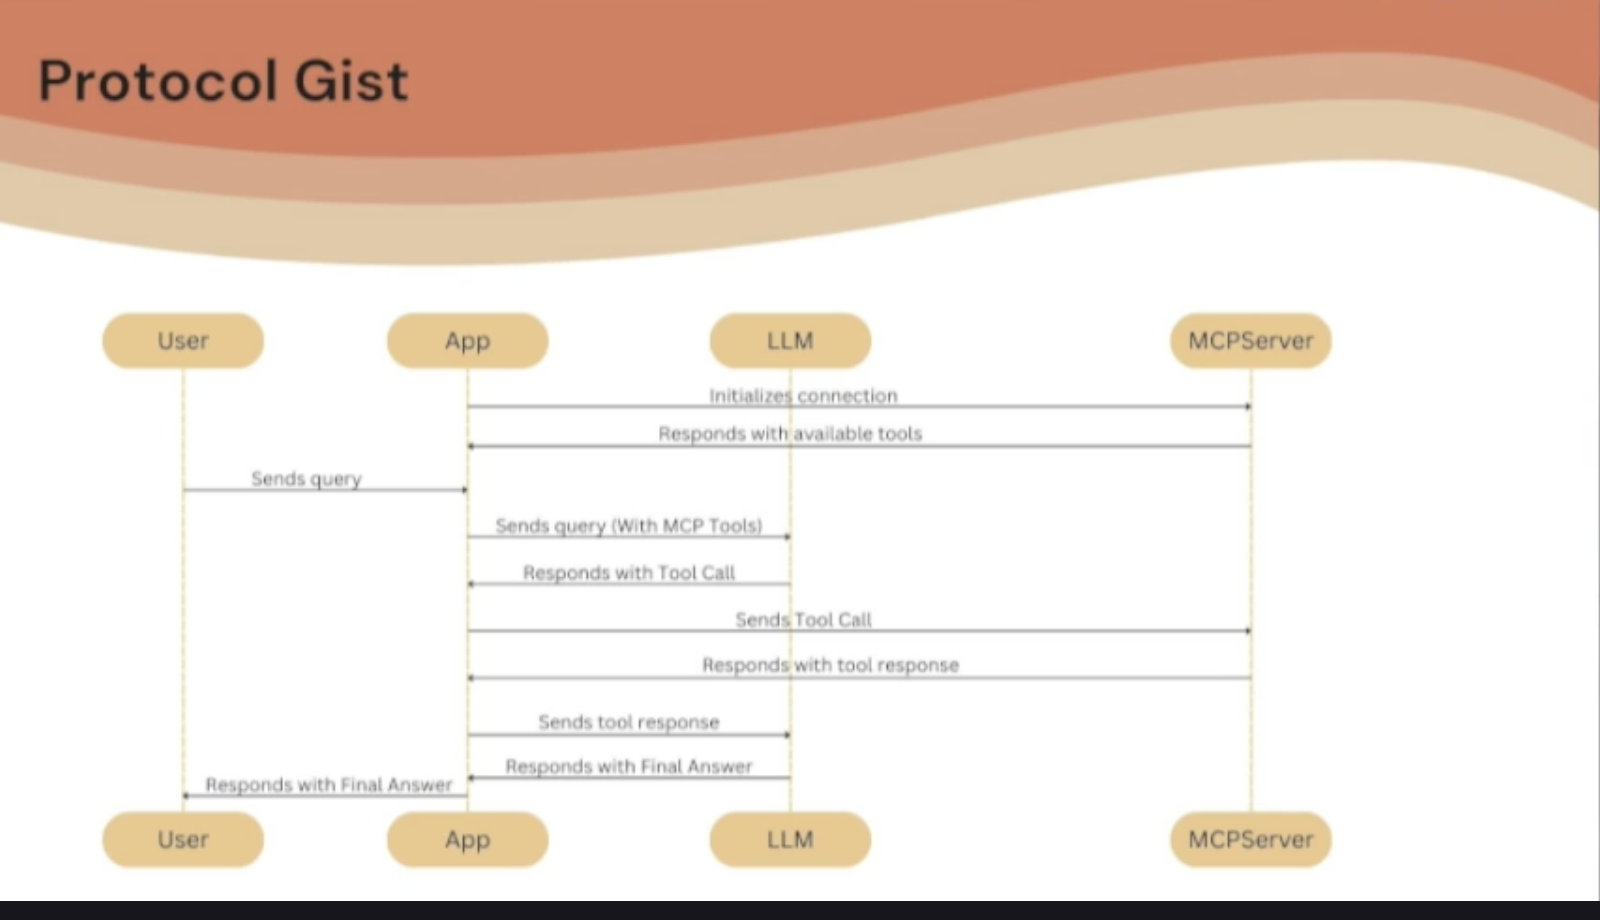 Protocol Gist
User
App
LLM
MCPServer
Initializes connection
Responds with available tools
Sends query
Sends query (With MCP Tools)
Responds with Tool Call
Sends Tool Call
Responds with tool response
Sends tool response
Responds with Final Answer
Responds with Final Answer
User
App
LLM
MCPServer